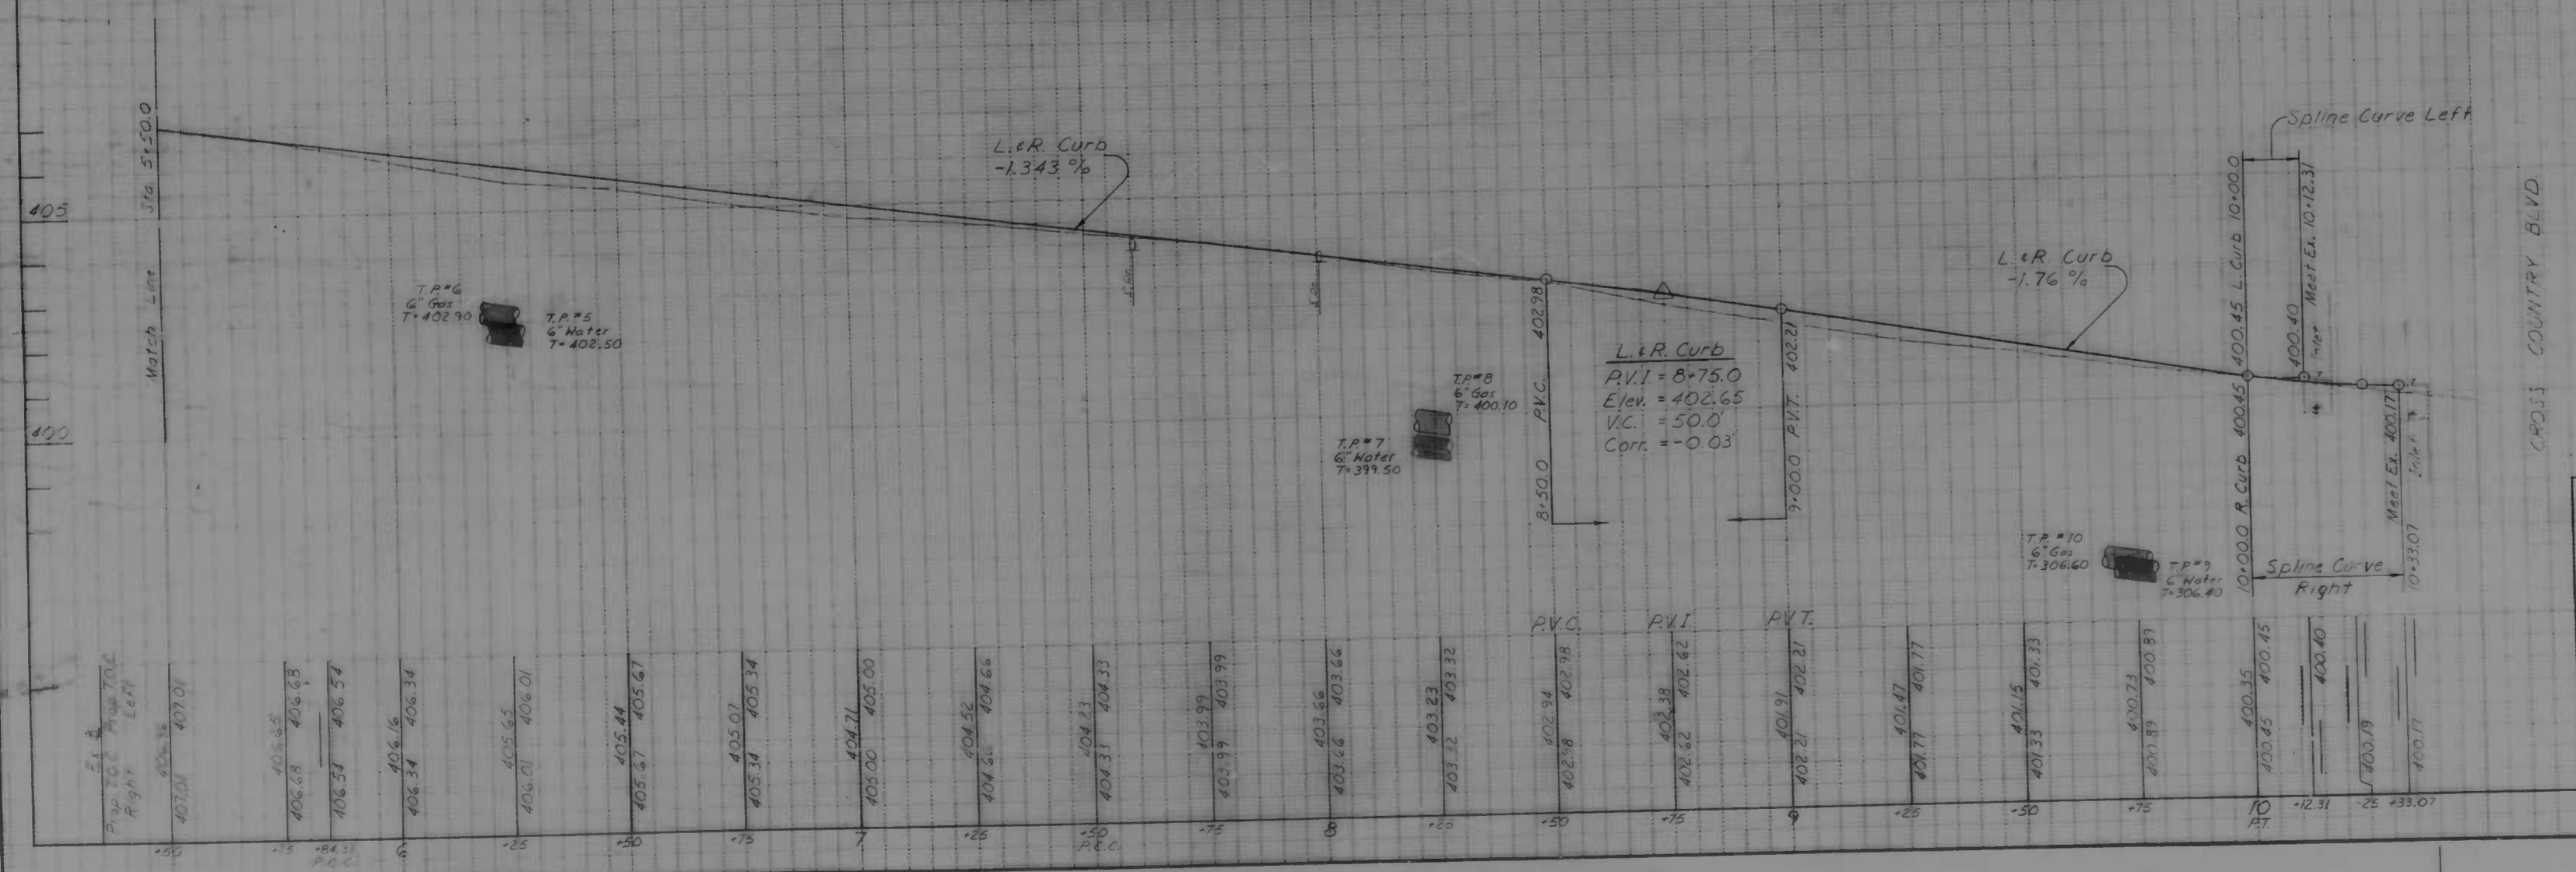 405
400
Match Line Sta. 5+50.0
T.P.#6
6" Gas
T=402.90
T.P.#5
6" Water
T=402.50
L.&R. Curb
-1.343 %
T.P.#8
6" Gas
T=400.10
T.P.#7
6" Water
T=399.50
8+50.0 P.V.C. 402.98
L.&R. Curb
P.V.I = 8+75.0
Elev. = 402.65
V.C. = 50.0'
Corr. = -0.03'
9+00.0 P.V.T. 402.21
L.&R. Curb
-1.76 %
T.P.#10
6" Gas
T=306.60
T.P.#9
6" Water
T=306.40
Spline Curve Left
10+00.0 R. Curb 400.45
400.45 L. Curb 10+00.0
400.40 Meet Ex. 10+12.31
Inlet
Meet Ex. 400.17
10+33.07
Inlet
Spline Curve
Right
CROSS COUNTRY BLVD.
P.V.C.
P.V.I.
P.V.T.
Prop. T.O.C. Right
Prop. T.O.C. Left
407.01 407.01
406.65
406.68 406.68
406.54 406.54
406.16
406.34 406.34
405.65
406.01 406.01
405.44
405.67 405.67
405.07
405.34 405.34
404.71
405.00 405.00
404.52
404.66 404.66
404.23
404.33 404.33
403.99
403.99 403.99
403.66
403.66 403.66
403.23
403.32 403.32
402.94
402.98 402.98
402.38
402.62 402.62
401.91
402.21 402.21
401.47
401.77 401.77
401.15
401.33 401.33
400.73
400.89 400.89
400.35
400.45 400.45
400.40
400.19
400.17
+50
+75
6
+25
+50
+75
7
+25
+50
P.C.C.
+75
8
+25
+50
+75
9
+25
+50
+75
10
P.T.
+12.31
+25
+33.07